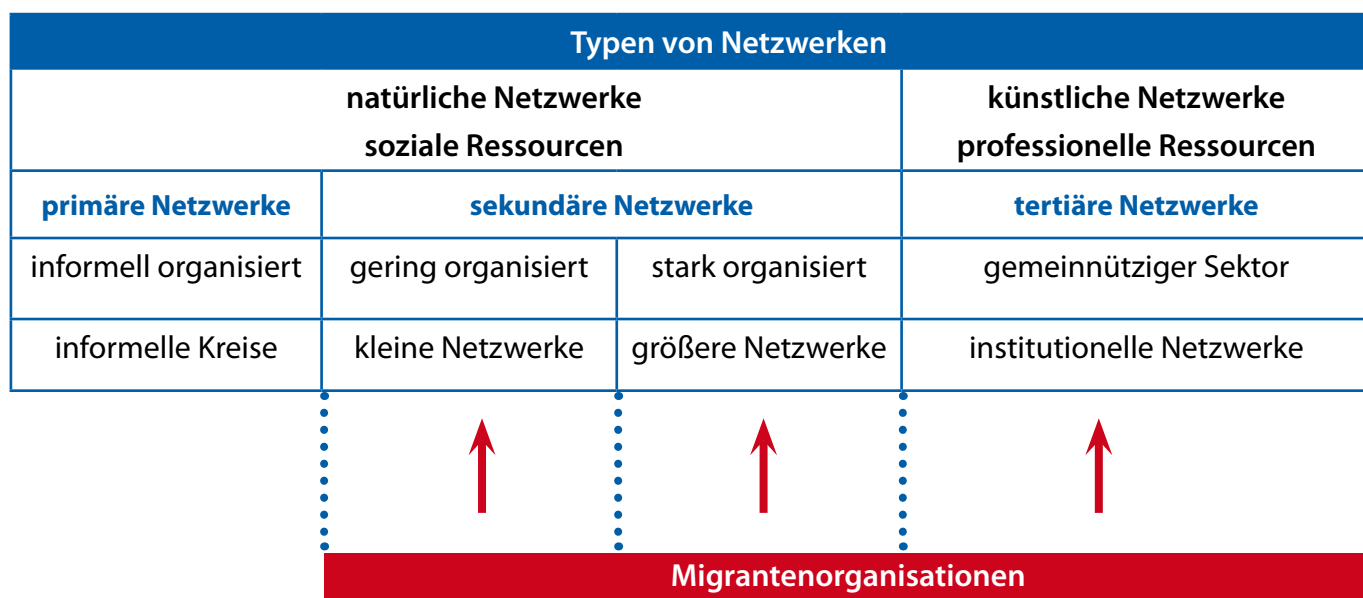 Typen von Netzwerken
natürliche Netzwerke
soziale Ressourcen
künstliche Netzwerke
professionelle Ressourcen
primäre Netzwerke
sekundäre Netzwerke
tertiäre Netzwerke
informell organisiert
gering organisiert
stark organisiert
gemeinnütziger Sektor
informelle Kreise
kleine Netzwerke
größere Netzwerke
institutionelle Netzwerke
Migrantenorganisationen